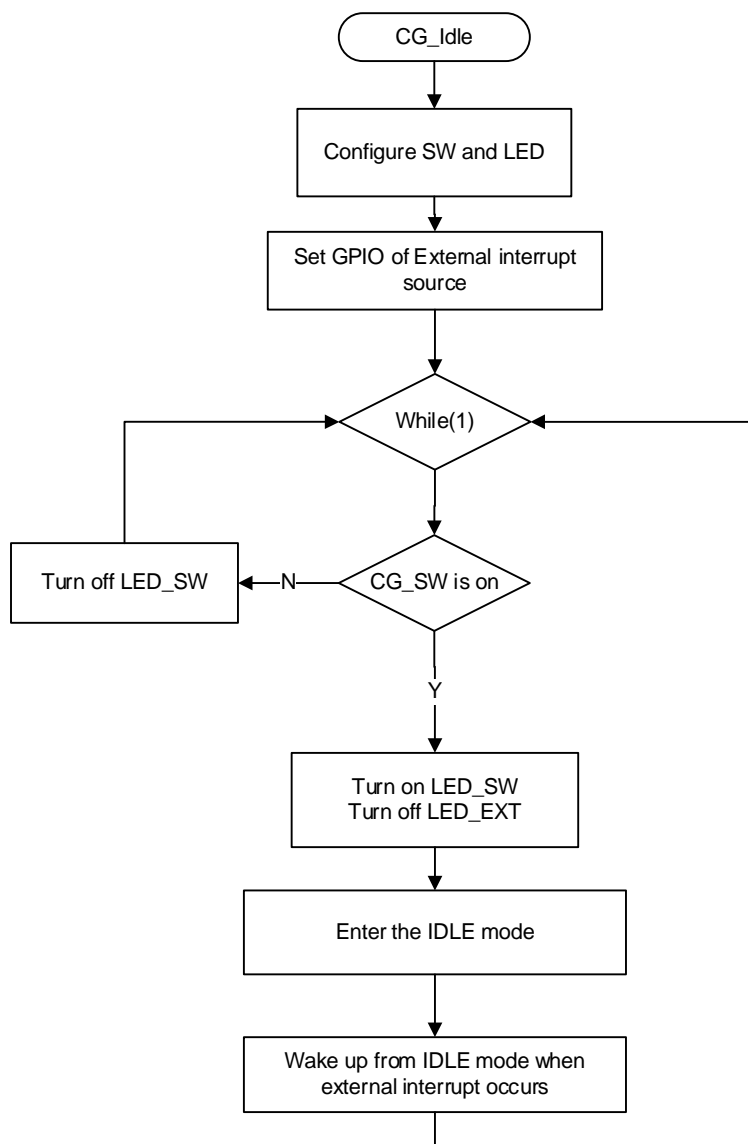 CG_Idle
Configure SW and LED
Set GPIO of External interrupt
source
While(1)
Turn off LED_SW
N
CG_SW is on
Y
Turn on LED_SW
Turn off LED_EXT
Enter the IDLE mode
Wake up from IDLE mode when
external interrupt occurs